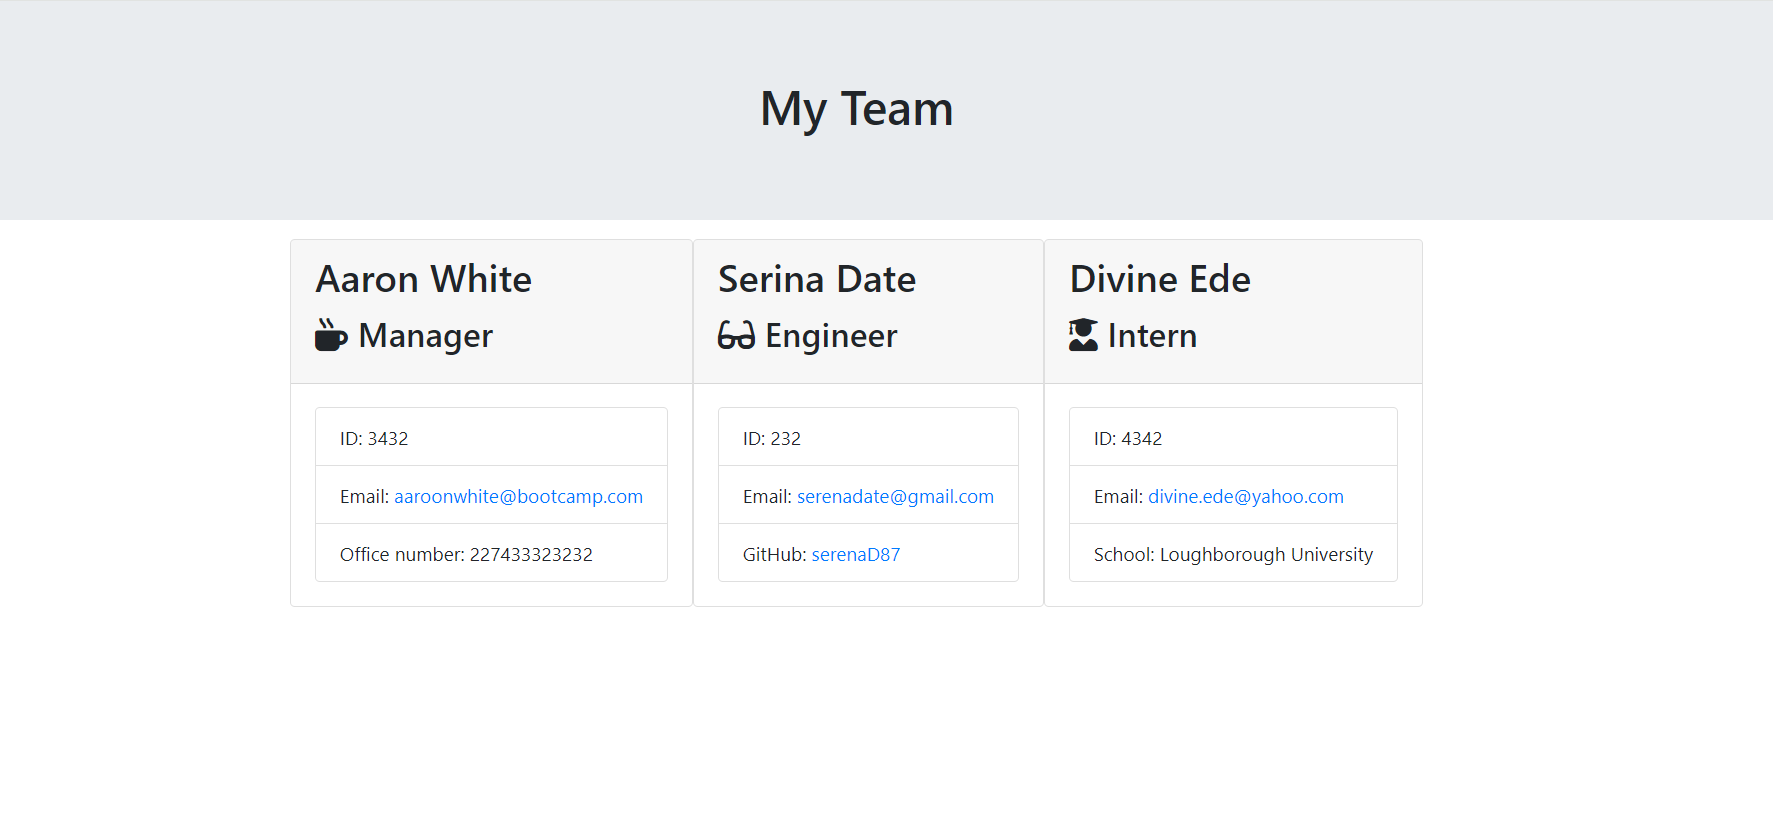 My Team
Aaron White
Manager
ID: 3432
Email: aaroonwhite@bootcamp.com
Office number: 227433323232
Serina Date
Engineer
ID: 232
Email: serenadate@gmail.com
GitHub: serenaD87
Divine Ede
Intern
ID: 4342
Email: divine.ede@yahoo.com
School: Loughborough University